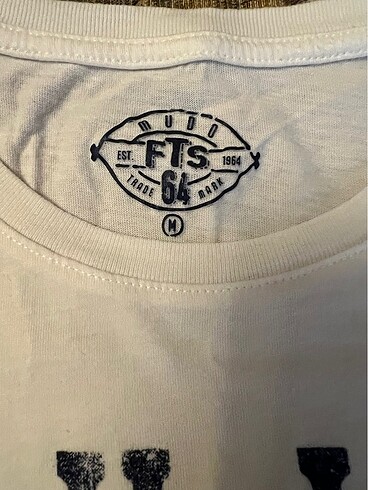 MUDO
EST. FTS 1964
TRADE 64 MARK
M